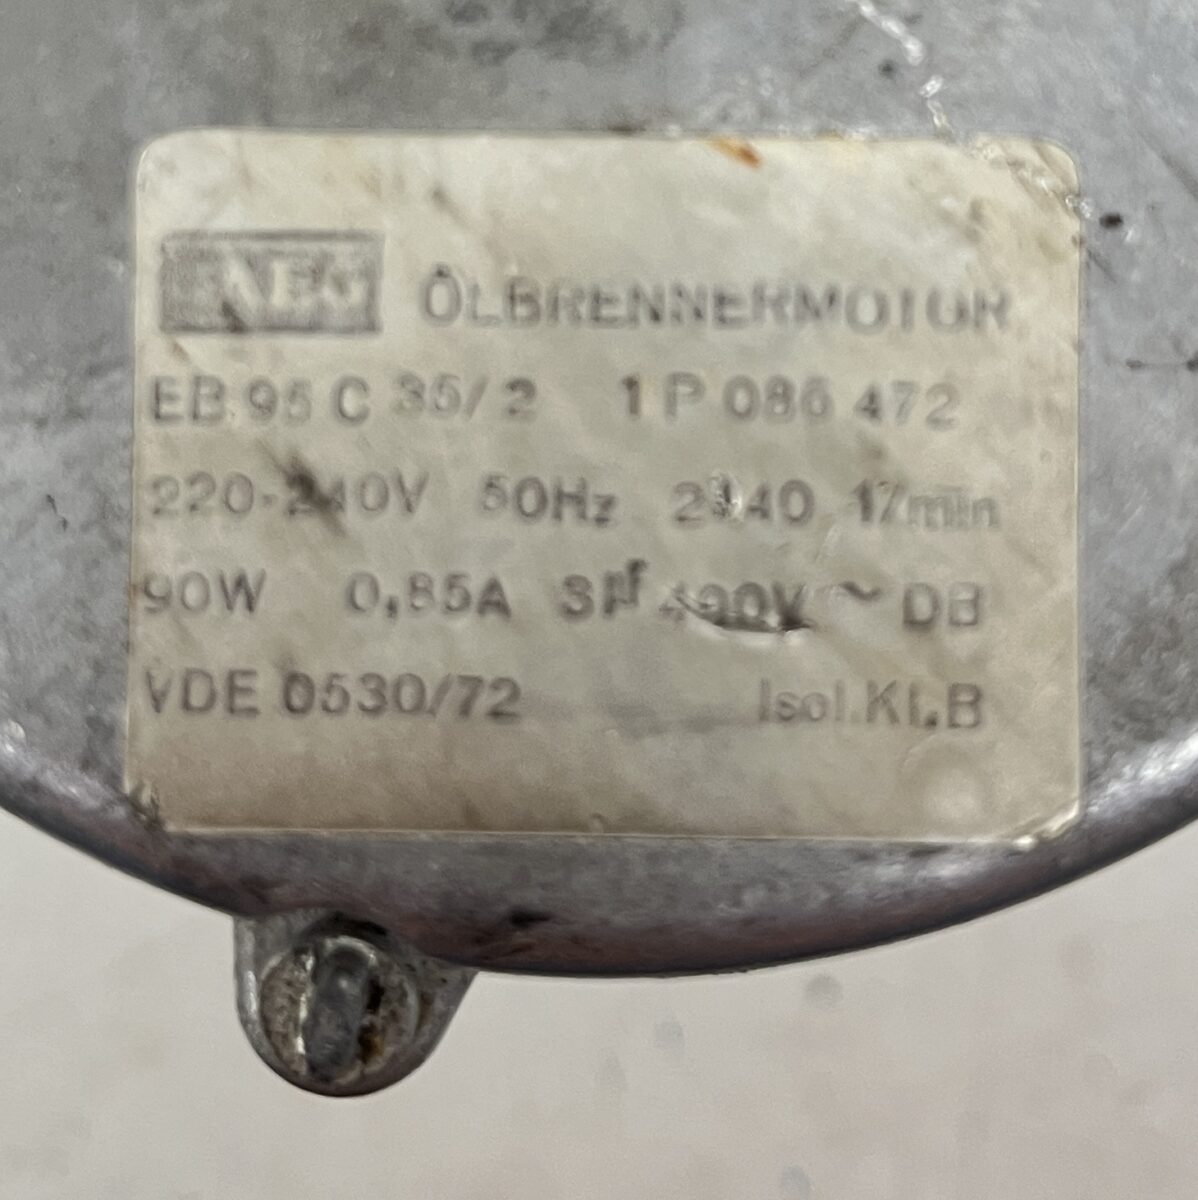 AEG ÖLBRENNERMOTOR
EB 95 C 35/2 1 P 086 472
220-240V 50Hz 1/min
90W 0,85A 3µf 400V ~ DB
VDE 0530/72 Isol.Kl.B